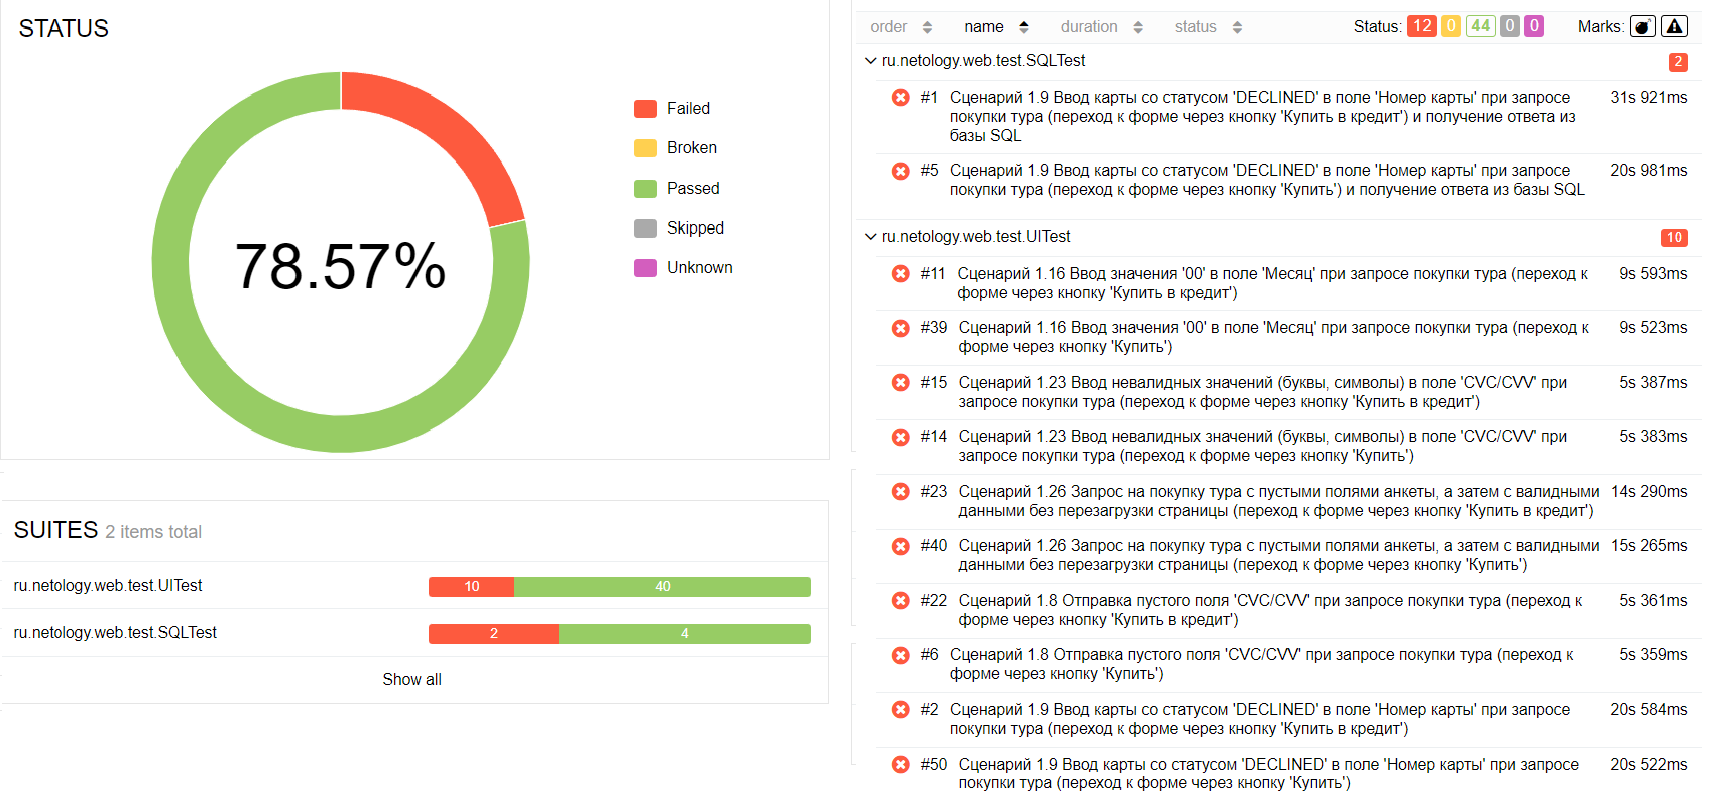 STATUS
78.57%
Failed
Broken
Passed
Skipped
Unknown
SUITES 2 items total
ru.netology.web.test.UITest 10 40
ru.netology.web.test.SQLTest 2 4
Show all
order name duration status Status: 12 0 44 0 0 Marks:
ru.netology.web.test.SQLTest 2
#1 Сценарий 1.9 Ввод карты со статусом 'DECLINED' в поле 'Номер карты' при запросе 31s 921ms
покупки тура (переход к форме через кнопку 'Купить в кредит') и получение ответа из
базы SQL
#5 Сценарий 1.9 Ввод карты со статусом 'DECLINED' в поле 'Номер карты' при запросе 20s 981ms
покупки тура (переход к форме через кнопку 'Купить') и получение ответа из базы SQL
ru.netology.web.test.UITest 10
#11 Сценарий 1.16 Ввод значения '00' в поле 'Месяц' при запросе покупки тура (переход к 9s 593ms
форме через кнопку 'Купить в кредит')
#39 Сценарий 1.16 Ввод значения '00' в поле 'Месяц' при запросе покупки тура (переход к 9s 523ms
форме через кнопку 'Купить')
#15 Сценарий 1.23 Ввод невалидных значений (буквы, символы) в поле 'CVC/CVV' при 5s 387ms
запросе покупки тура (переход к форме через кнопку 'Купить в кредит')
#14 Сценарий 1.23 Ввод невалидных значений (буквы, символы) в поле 'CVC/CVV' при 5s 383ms
запросе покупки тура (переход к форме через кнопку 'Купить')
#23 Сценарий 1.26 Запрос на покупку тура с пустыми полями анкеты, а затем с валидными 14s 290ms
данными без перезагрузки страницы (переход к форме через кнопку 'Купить в кредит')
#40 Сценарий 1.26 Запрос на покупку тура с пустыми полями анкеты, а затем с валидными 15s 265ms
данными без перезагрузки страницы (переход к форме через кнопку 'Купить')
#22 Сценарий 1.8 Отправка пустого поля 'CVC/CVV' при запросе покупки тура (переход к 5s 361ms
форме через кнопку 'Купить в кредит')
#6 Сценарий 1.8 Отправка пустого поля 'CVC/CVV' при запросе покупки тура (переход к 5s 359ms
форме через кнопку 'Купить')
#2 Сценарий 1.9 Ввод карты со статусом 'DECLINED' в поле 'Номер карты' при запросе 20s 584ms
покупки тура (переход к форме через кнопку 'Купить в кредит')
#50 Сценарий 1.9 Ввод карты со статусом 'DECLINED' в поле 'Номер карты' при запросе 20s 522ms
покупки тура (переход к форме через кнопку 'Купить')